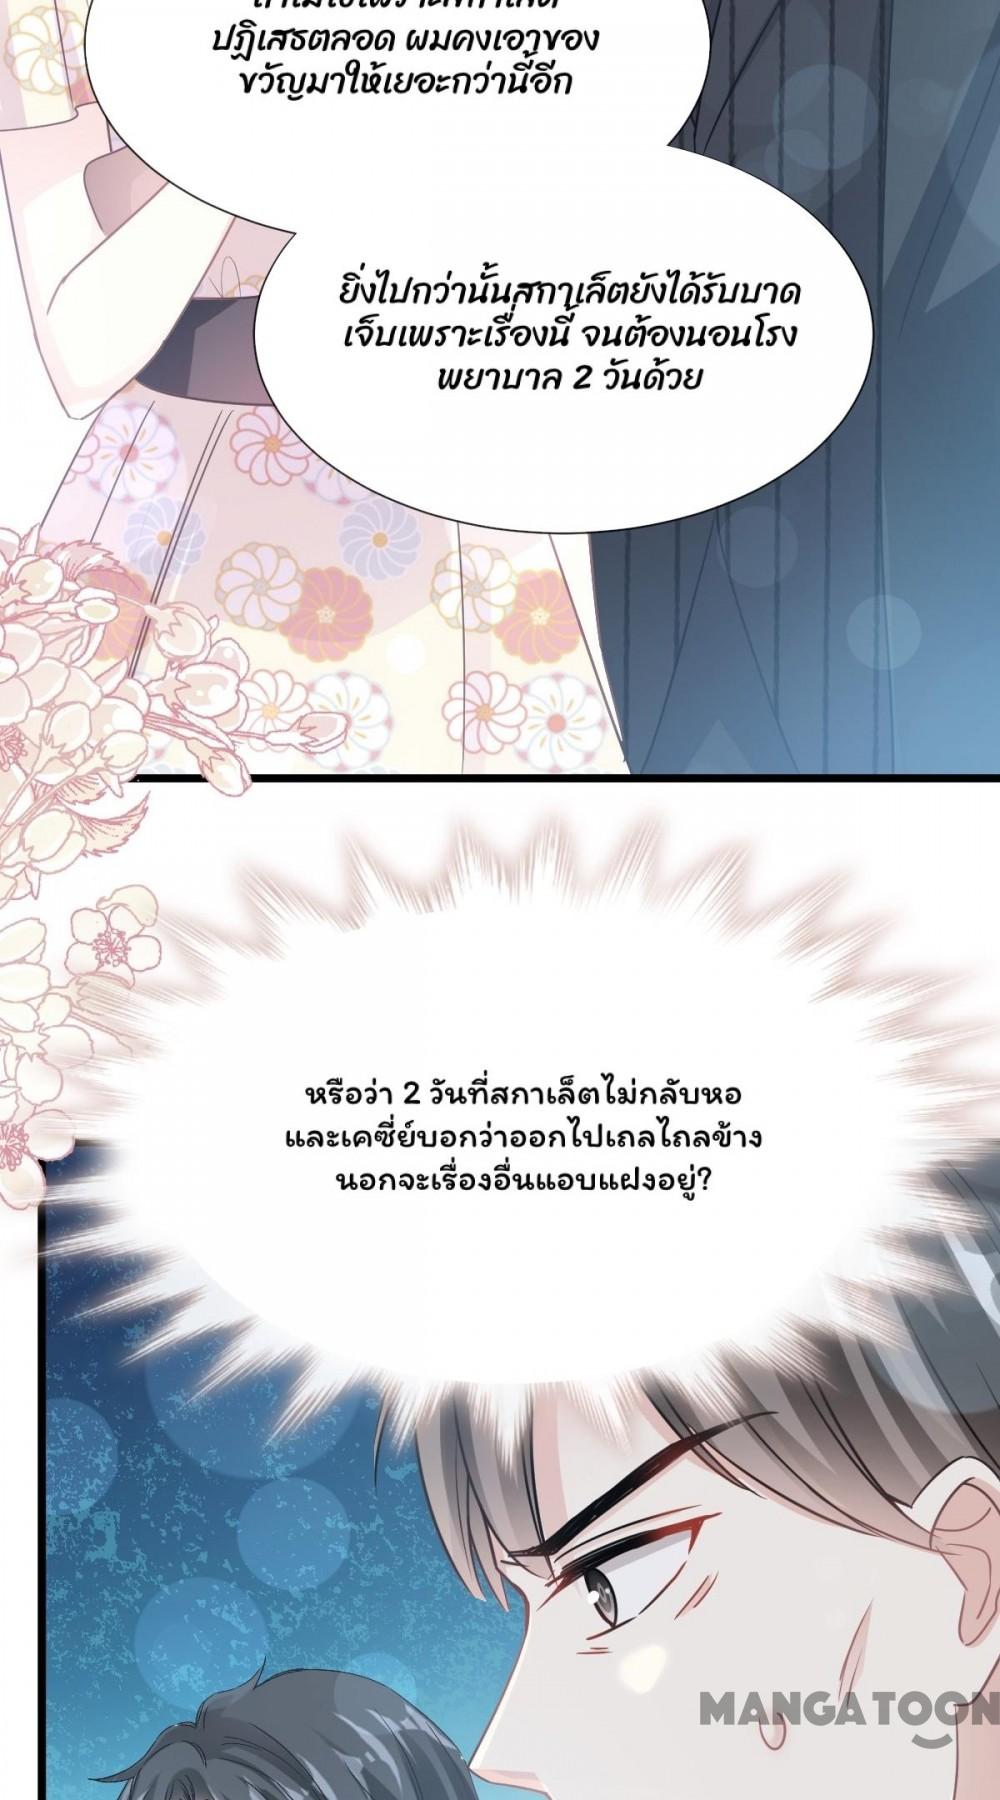 ปฏิเสธตลอด ผมคงเอาของ
ขวัญมาให้เยอะกว่านี้อีก
ยิ่งไปกว่านั้นสกาเล็ตยังได้รับบาด
เจ็บเพราะเรื่องนี้ จนต้องนอนโรง
พยาบาล 2 วันด้วย
หรือว่า 2 วันที่สกาเล็ตไม่กลับหอ
และเคซี่ย์บอกว่าออกไปเถลไถลข้าง
นอกจะเรื่องอื่นแอบแฝงอยู่?
MANGATOON